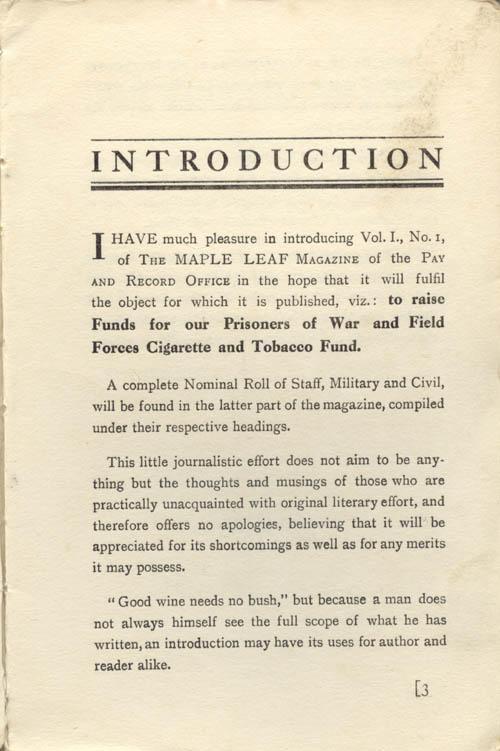 INTRODUCTION
I HAVE much pleasure in introducing Vol. I., No. 1,
of THE MAPLE LEAF MAGAZINE of the PAY
AND RECORD OFFICE in the hope that it will fulfil
the object for which it is published, viz.: to raise
Funds for our Prisoners of War and Field
Forces Cigarette and Tobacco Fund.
A complete Nominal Roll of Staff, Military and Civil,
will be found in the latter part of the magazine, compiled
under their respective headings.
This little journalistic effort does not aim to be any-
thing but the thoughts and musings of those who are
practically unacquainted with original literary effort, and
therefore offers no apologies, believing that it will be
appreciated for its shortcomings as well as for any merits
it may possess.
“Good wine needs no bush,” but because a man does
not always himself see the full scope of what he has
written, an introduction may have its uses for author and
reader alike.
[3